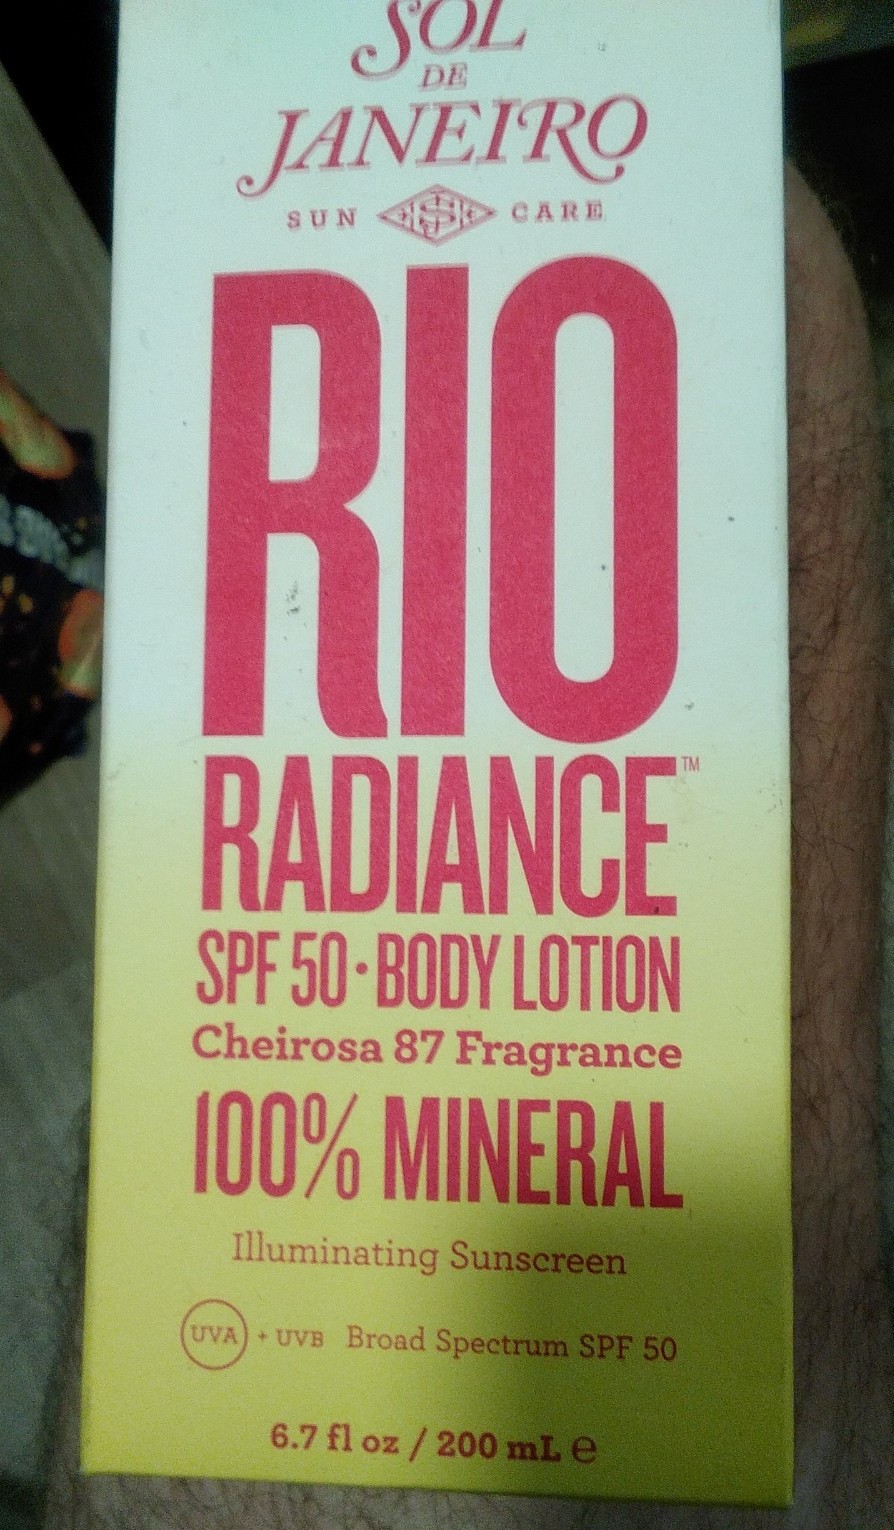 SOL
DE
JANEIRO
SUN CARE
RIO
RADIANCE™
SPF 50 · BODY LOTION
Cheirosa 87 Fragrance
100% MINERAL
Illuminating Sunscreen
UVA + UVB Broad Spectrum SPF 50
6.7 fl oz / 200 mL ℮